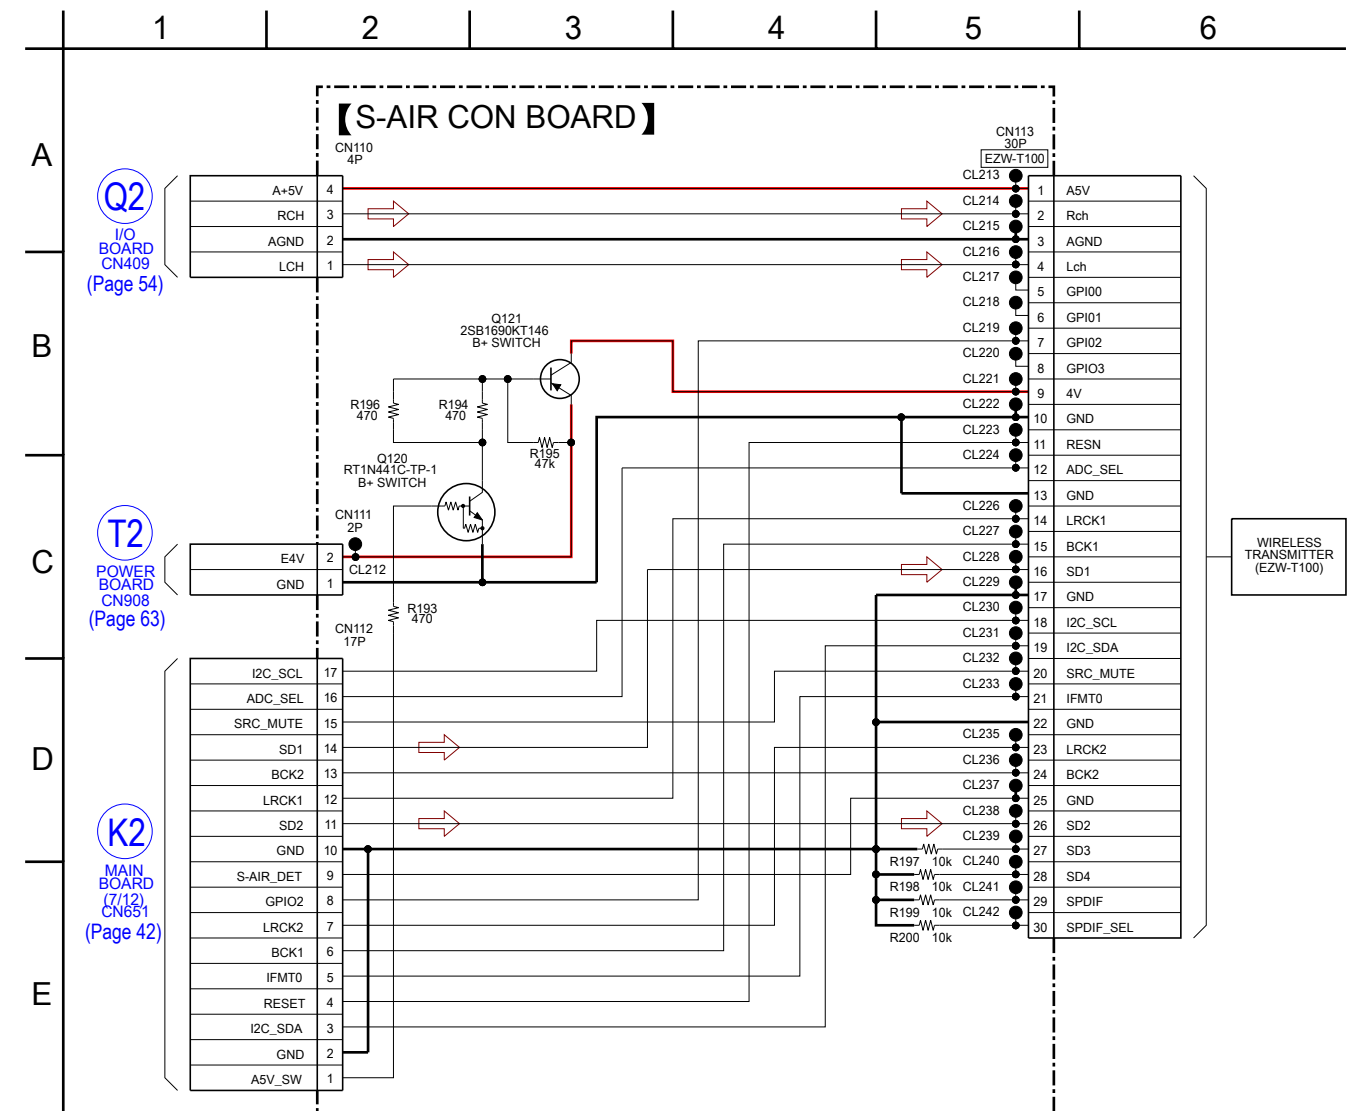 1 2 3 4 5 6
A
B
C
D
E
【S-AIR CON BOARD】
CN110
4P
Q2
I/O
BOARD
CN409
(Page 54)
A+5V 4
RCH 3
AGND 2
LCH 1
Q121
2SB1690KT146
B+ SWITCH
R196
470
R194
470
R195
47k
Q120
RT1N441C-TP-1
B+ SWITCH
CN111
2P
CL212
T2
POWER
BOARD
CN908
(Page 63)
E4V 2
GND 1
R193
470
CN112
17P
K2
MAIN
BOARD
(7/12)
CN651
(Page 42)
I2C_SCL 17
ADC_SEL 16
SRC_MUTE 15
SD1 14
BCK2 13
LRCK1 12
SD2 11
GND 10
S-AIR_DET 9
GPIO2 8
LRCK2 7
BCK1 6
IFMT0 5
RESET 4
I2C_SDA 3
GND 2
A5V_SW 1
CN113
30P
EZW-T100
CL213
CL214
CL215
CL216
CL217
CL218
CL219
CL220
CL221
CL222
CL223
CL224
CL226
CL227
CL228
CL229
CL230
CL231
CL232
CL233
CL235
CL236
CL237
CL238
CL239
CL240
CL241
CL242
R197 10k
R198 10k
R199 10k
R200 10k
1 A5V
2 Rch
3 AGND
4 Lch
5 GPI00
6 GPI01
7 GPI02
8 GPIO3
9 4V
10 GND
11 RESN
12 ADC_SEL
13 GND
14 LRCK1
15 BCK1
16 SD1
17 GND
18 I2C_SCL
19 I2C_SDA
20 SRC_MUTE
21 IFMT0
22 GND
23 LRCK2
24 BCK2
25 GND
26 SD2
27 SD3
28 SD4
29 SPDIF
30 SPDIF_SEL
WIRELESS
TRANSMITTER
(EZW-T100)